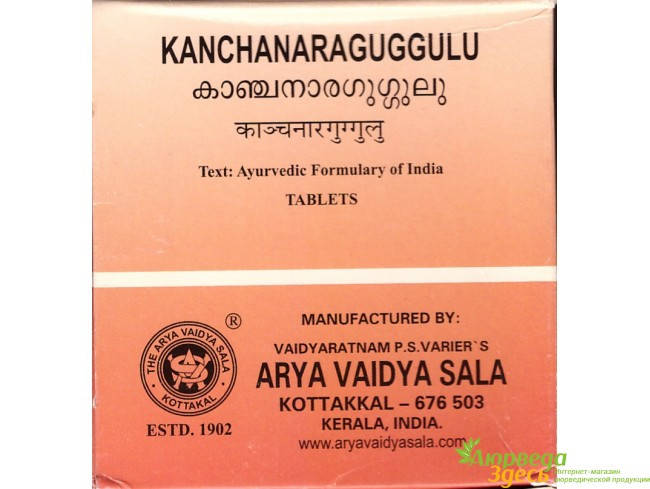 KANCHANARAGUGGULU
കാഞ്ചനാരഗുഗ്ഗുലു
काञ्चनारगुग्गुलु
Text: Ayurvedic Formulary of India
TABLETS
MANUFACTURED BY:
VAIDYARATNAM P.S.VARIER`S
ARYA VAIDYA SALA
KOTTAKKAL – 676 503
KERALA, INDIA.
www.aryavaidyasala.com
®
THE ARYA VAIDYA SALA
• KOTTAKAL •
ESTD. 1902
Аюрведа
Здесь
Интернет-магазин
аюрведической продукции